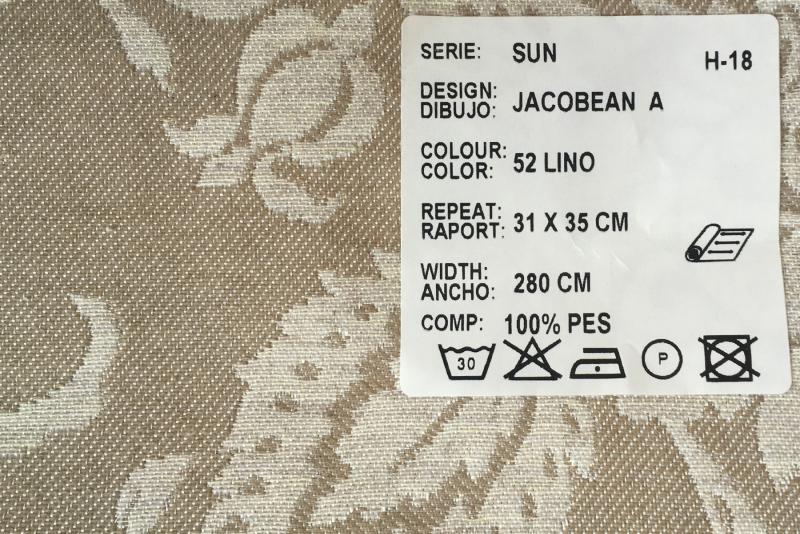 SERIE: SUN H-18
DESIGN:
DIBUJO: JACOBEAN A
COLOUR:
COLOR: 52 LINO
REPEAT:
RAPORT: 31 X 35 CM
WIDTH:
ANCHO: 280 CM
COMP: 100% PES
30 P